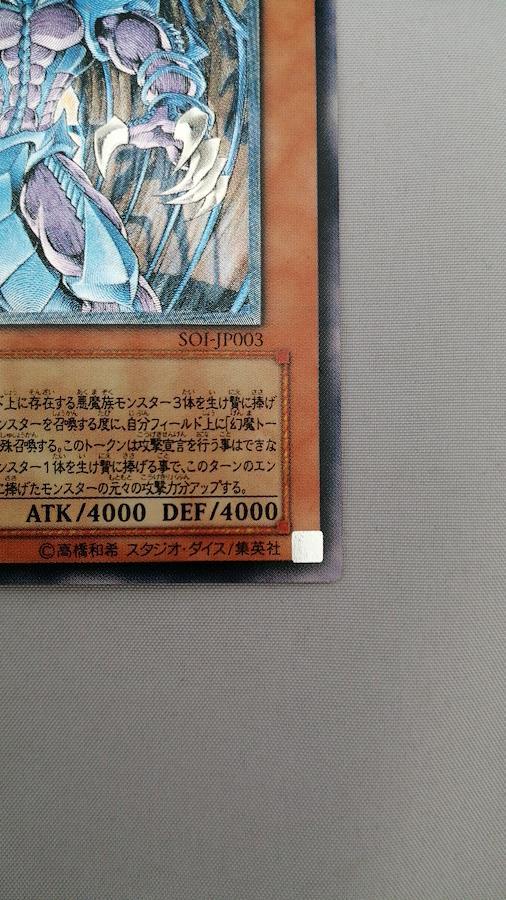 SOI-JP003
ド上に存在する悪魔族モンスター3体を生け贄に捧げ
ンスターを召喚する度に、自分フィールド上に「幻魔トー
殊召喚する。このトークンは攻撃宣言を行う事はできな
ンスター1体を生け贄に捧げる事で、このターンのエン
に捧げたモンスターの元々の攻撃力分アップする。
ATK/4000 DEF/4000
©高橋和希 スタジオ・ダイス/集英社